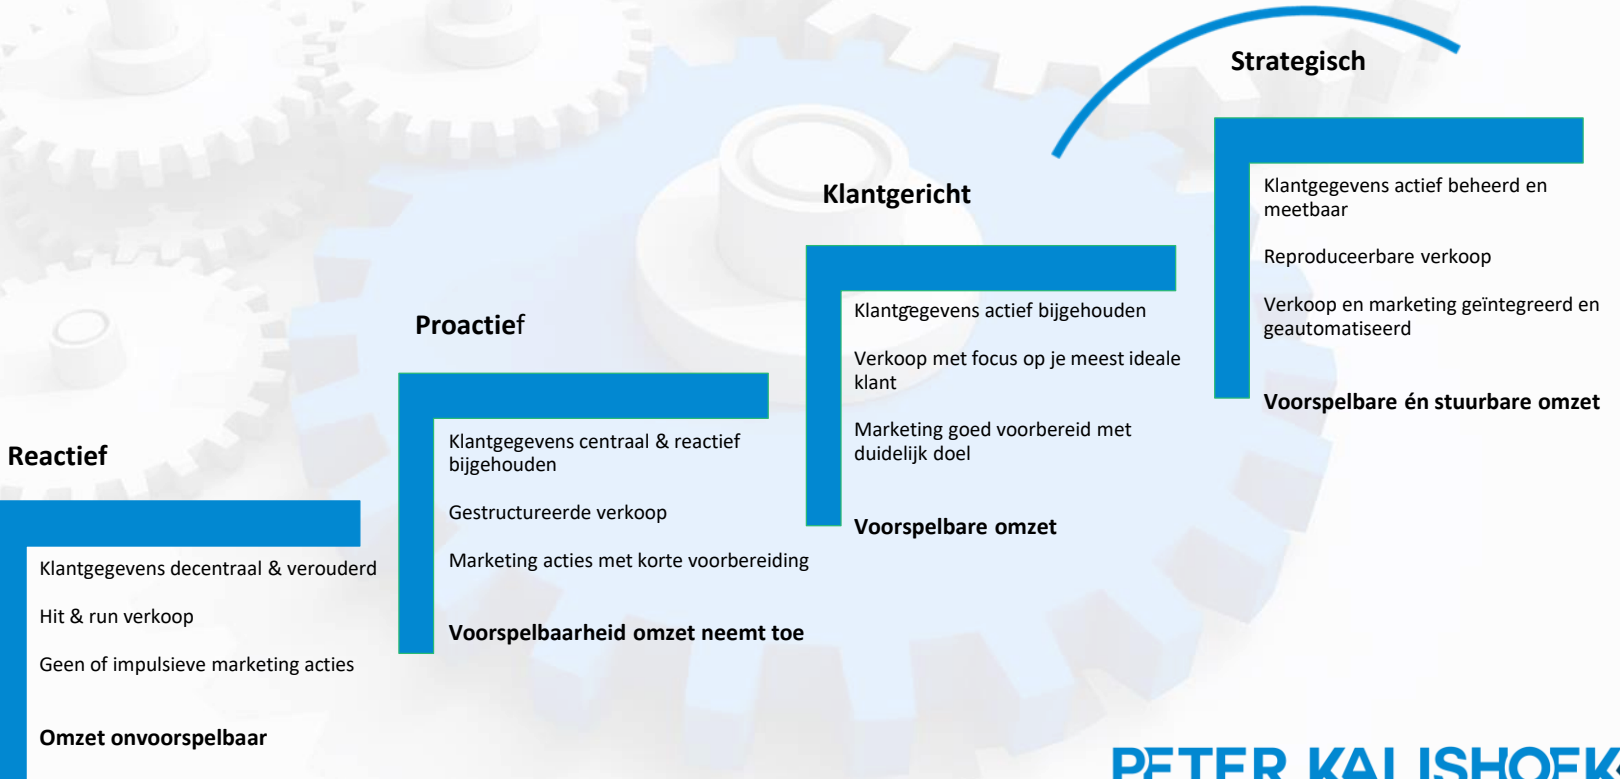 Strategisch
Klantgegevens actief beheerd en
meetbaar
Reproduceerbare verkoop
Verkoop en marketing geïntegreerd en
geautomatiseerd
Voorspelbare én stuurbare omzet
Klantgericht
Klantgegevens actief bijgehouden
Verkoop met focus op je meest ideale
klant
Marketing goed voorbereid met
duidelijk doel
Voorspelbare omzet
Proactief
Klantgegevens centraal & reactief
bijgehouden
Gestructureerde verkoop
Marketing acties met korte voorbereiding
Voorspelbaarheid omzet neemt toe
Reactief
Klantgegevens decentraal & verouderd
Hit & run verkoop
Geen of impulsieve marketing acties
Omzet onvoorspelbaar
PETER KALISHOEK